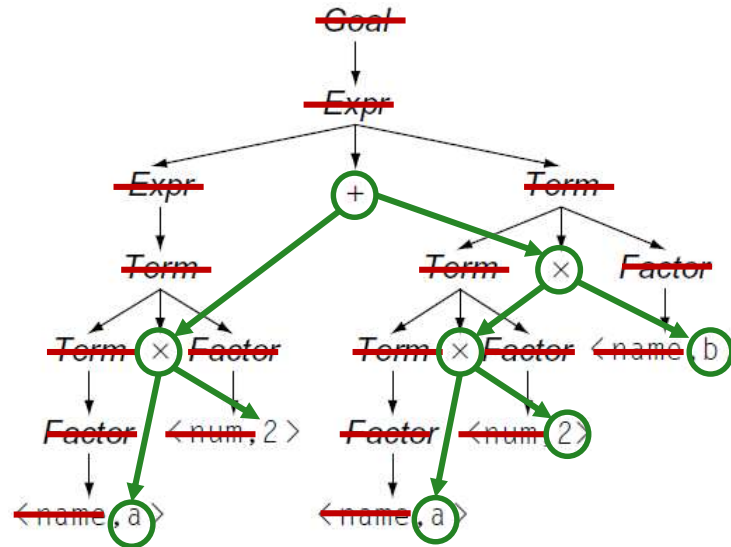 Goal
Expr
Expr + Term
Term Term × Factor
Term × Factor Term × Factor <name,b
Factor <num,2> Factor <num,2>
<name,a> <name,a>